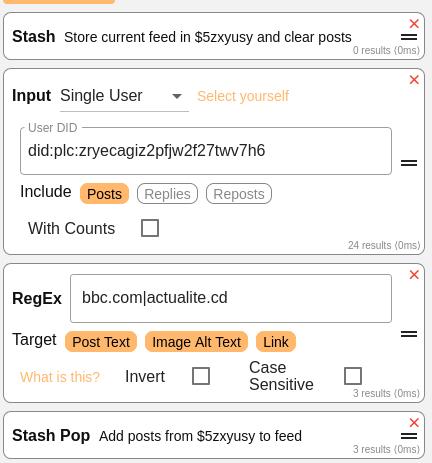 Stash Store current feed in $5zxyusy and clear posts ×
0 results (0ms)
×
Input Single User Select yourself
User DID
did:plc:zryecagiz2pfjw2f27twv7h6
Include Posts Replies Reposts
With Counts
24 results (0ms)
×
RegEx bbc.com|actualite.cd
Target Post Text Image Alt Text Link
What is this? Invert Case Sensitive
3 results (0ms)
×
Stash Pop Add posts from $5zxyusy to feed
3 results (0ms)